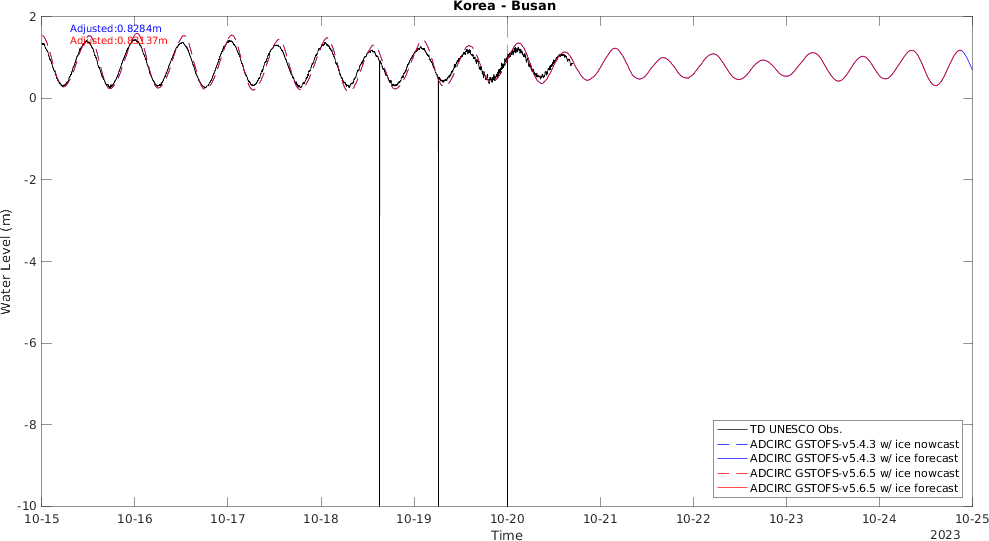 Korea - Busan
Adjusted:0.8284m
2
0
-2
-4
-6
-8
-10
Water Level (m)
10-15
10-16
10-17
10-18
10-19
10-20
10-21
10-22
10-23
10-24
10-25
Time
2023
TD UNESCO Obs.
ADCIRC GSTOFS-v5.4.3 w/ ice nowcast
ADCIRC GSTOFS-v5.4.3 w/ ice forecast
ADCIRC GSTOFS-v5.6.5 w/ ice nowcast
ADCIRC GSTOFS-v5.6.5 w/ ice forecast